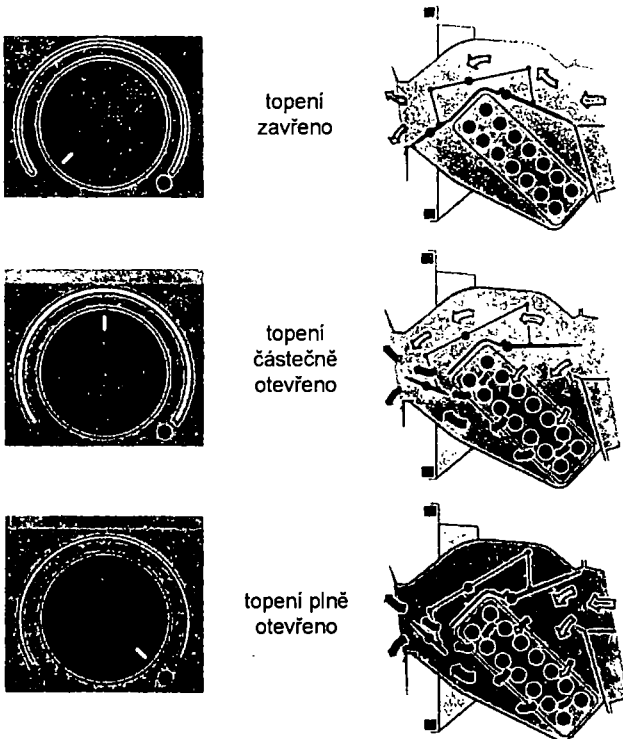 topení
zavřeno
topení
částečně
otevřeno
topení plně
otevřeno